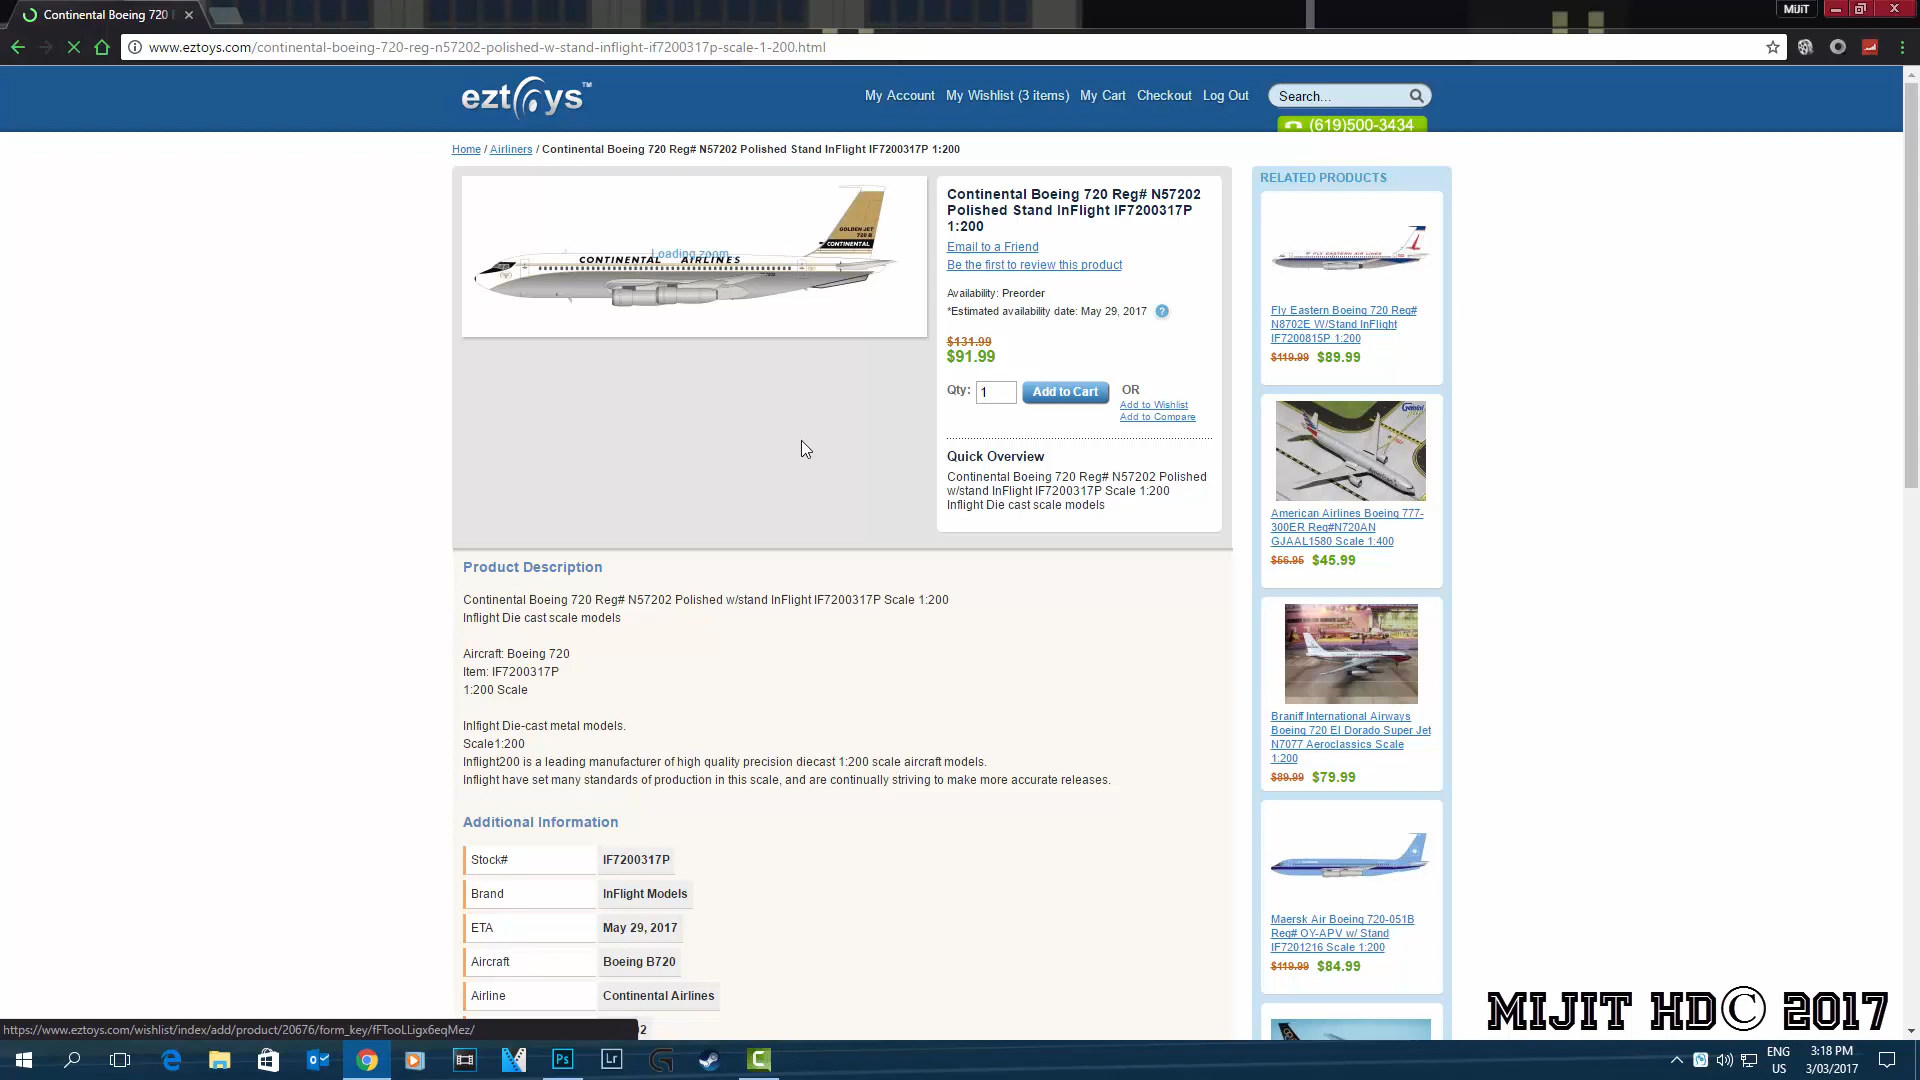 Continental Boeing 720
MiJiT
www.eztoys.com/continental-boeing-720-reg-n57202-polished-w-stand-inflight-if7200317p-scale-1-200.html
eztoys™
My Account My Wishlist (3 items) My Cart Checkout Log Out
Search...
(619)500-3434
Home / Airliners / Continental Boeing 720 Reg# N57202 Polished Stand InFlight IF7200317P 1:200
GOLDEN JET
720 B
CONTINENTAL
Loading zoom
CONTINENTAL AIRLINES
Continental Boeing 720 Reg# N57202
Polished Stand InFlight IF7200317P
1:200
Email to a Friend
Be the first to review this product
Availability: Preorder
*Estimated availability date: May 29, 2017 ?
$131.99
$91.99
Qty: 1 Add to Cart OR
Add to Wishlist
Add to Compare
Quick Overview
Continental Boeing 720 Reg# N57202 Polished
w/stand InFlight IF7200317P Scale 1:200
Inflight Die cast scale models
Product Description
Continental Boeing 720 Reg# N57202 Polished w/stand InFlight IF7200317P Scale 1:200
Inflight Die cast scale models
Aircraft: Boeing 720
Item: IF7200317P
1:200 Scale
Inlfight Die-cast metal models.
Scale1:200
Inflight200 is a leading manufacturer of high quality precision diecast 1:200 scale aircraft models.
Inflight have set many standards of production in this scale, and are continually striving to make more accurate releases.
Additional Information
Stock# IF7200317P
Brand InFlight Models
ETA May 29, 2017
Aircraft Boeing B720
Airline Continental Airlines
2
RELATED PRODUCTS
Fly Eastern Boeing 720 Reg#
N8702E W/Stand InFlight
IF7200815P 1:200
$119.99 $89.99
Gemini
American Airlines Boeing 777-
300ER Reg#N720AN
GJAAL1580 Scale 1:400
$56.95 $45.99
Braniff International Airways
Boeing 720 El Dorado Super Jet
N7077 Aeroclassics Scale
1:200
$89.99 $79.99
Maersk Air Boeing 720-051B
Reg# OY-APV w/ Stand
IF7201216 Scale 1:200
$119.99 $84.99
MIJIT HD© 2017
https://www.eztoys.com/wishlist/index/add/product/20676/form_key/fFTooLLigx6eqMez/
Ps
Lr
ENG
US
3:18 PM
3/03/2017